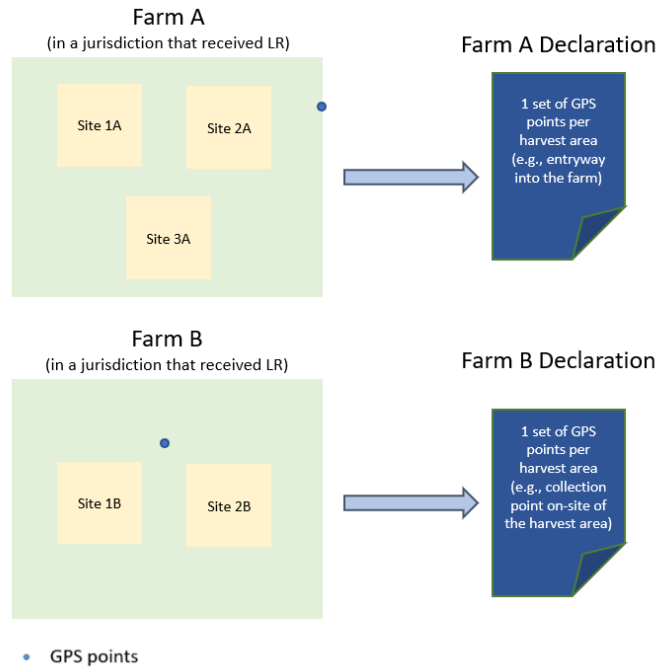 Farm A
(in a jurisdiction that received LR)
Farm A Declaration
Site 1A
Site 2A
Site 3A
1 set of GPS
points per
harvest area
(e.g., entryway
into the farm)
Farm B
(in a jurisdiction that received LR)
Farm B Declaration
Site 1B
Site 2B
1 set of GPS
points per
harvest area
(e.g., collection
point on-site of
the harvest area)
• GPS points